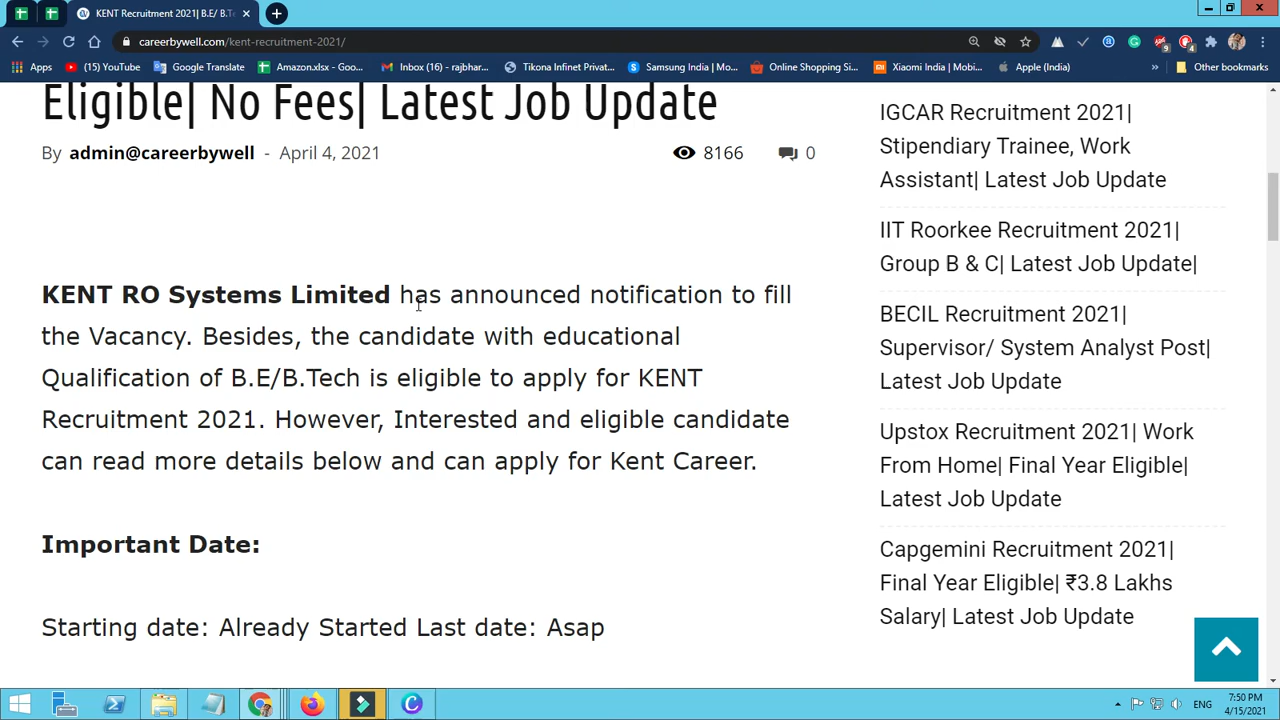 KENT Recruitment 2021| B.E/ B.Te
careerbywell.com/kent-recruitment-2021/
9
4
Apps
(15) YouTube
Google Translate
Amazon.xlsx - Goo...
Inbox (16) - rajbhar...
Tikona Infinet Privat...
Samsung India | Mo...
Online Shopping Si...
Xiaomi India | Mobi...
Apple (India)
»
Other bookmarks
Eligible| No Fees| Latest Job Update
By admin@careerbywell - April 4, 2021
8166
0
KENT RO Systems Limited has announced notification to fill
the Vacancy. Besides, the candidate with educational
Qualification of B.E/B.Tech is eligible to apply for KENT
Recruitment 2021. However, Interested and eligible candidate
can read more details below and can apply for Kent Career.
Important Date:
Starting date: Already Started Last date: Asap
IGCAR Recruitment 2021|
Stipendiary Trainee, Work
Assistant| Latest Job Update
IIT Roorkee Recruitment 2021|
Group B & C| Latest Job Update|
BECIL Recruitment 2021|
Supervisor/ System Analyst Post|
Latest Job Update
Upstox Recruitment 2021| Work
From Home| Final Year Eligible|
Latest Job Update
Capgemini Recruitment 2021|
Final Year Eligible| ₹3.8 Lakhs
Salary| Latest Job Update
ENG
7:50 PM
4/15/2021